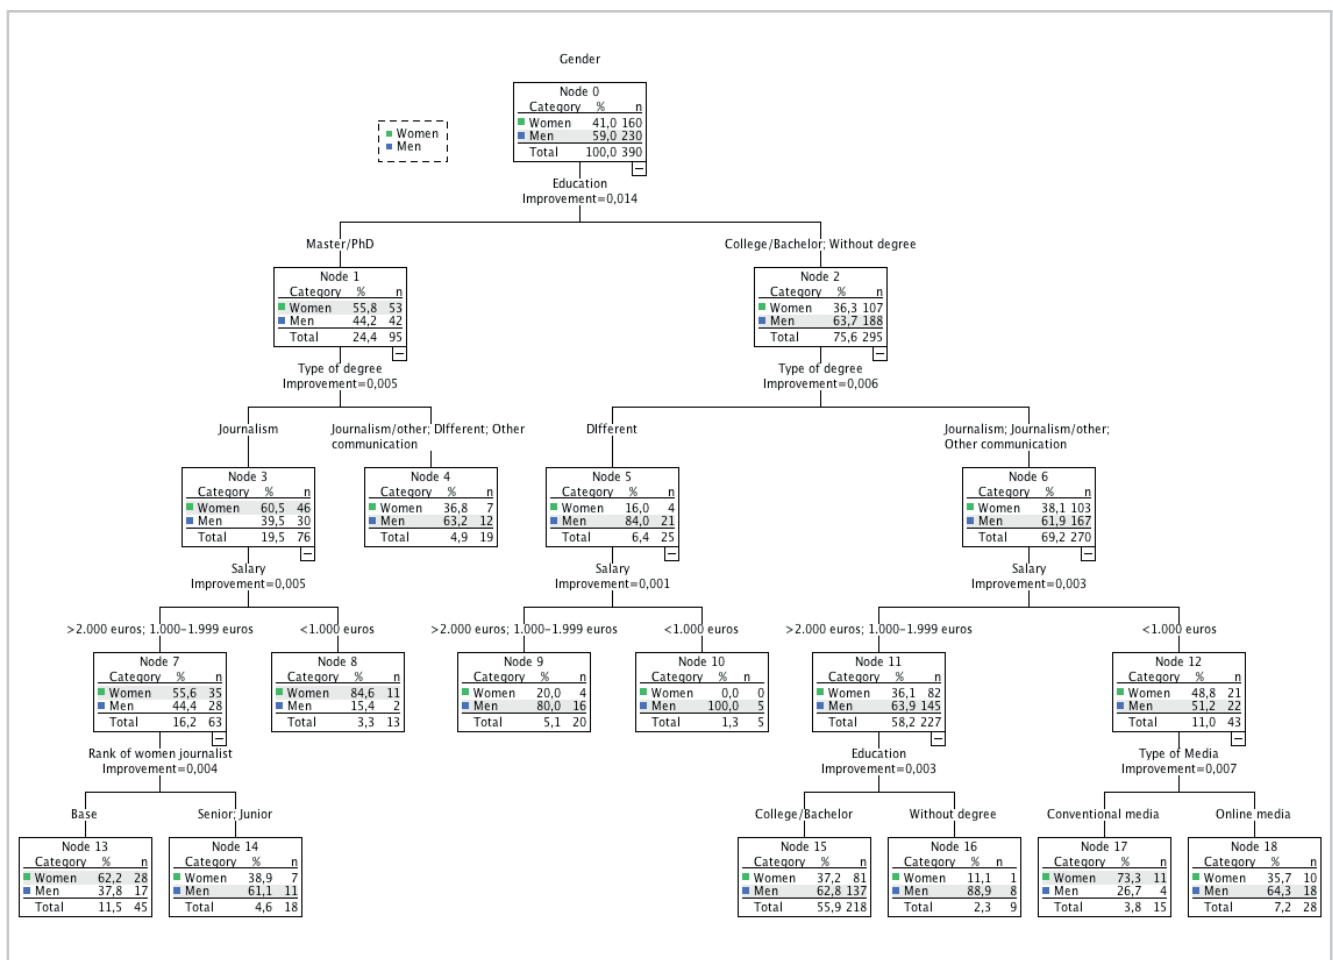 Gender
Node 0
Category % n
Women 41,0 160
Men 59,0 230
Total 100,0 390
Women
Men
Education
Improvement=0,014
Master/PhD
College/Bachelor; Without degree
Node 1
Category % n
Women 55,8 53
Men 44,2 42
Total 24,4 95
Node 2
Category % n
Women 36,3 107
Men 63,7 188
Total 75,6 295
Type of degree
Improvement=0,005
Type of degree
Improvement=0,006
Journalism
Journalism/other; DIfferent; Other
communication
DIfferent
Journalism; Journalism/other;
Other communication
Node 3
Category % n
Women 60,5 46
Men 39,5 30
Total 19,5 76
Node 4
Category % n
Women 36,8 7
Men 63,2 12
Total 4,9 19
Node 5
Category % n
Women 16,0 4
Men 84,0 21
Total 6,4 25
Node 6
Category % n
Women 38,1 103
Men 61,9 167
Total 69,2 270
Salary
Improvement=0,005
Salary
Improvement=0,001
Salary
Improvement=0,003
>2.000 euros; 1.000-1.999 euros
<1.000 euros
>2.000 euros; 1.000-1.999 euros
<1.000 euros
>2.000 euros; 1.000-1.999 euros
<1.000 euros
Node 7
Category % n
Women 55,6 35
Men 44,4 28
Total 16,2 63
Node 8
Category % n
Women 84,6 11
Men 15,4 2
Total 3,3 13
Node 9
Category % n
Women 20,0 4
Men 80,0 16
Total 5,1 20
Node 10
Category % n
Women 0,0 0
Men 100,0 5
Total 1,3 5
Node 11
Category % n
Women 36,1 82
Men 63,9 145
Total 58,2 227
Node 12
Category % n
Women 48,8 21
Men 51,2 22
Total 11,0 43
Rank of women journalist
Improvement=0,004
Education
Improvement=0,003
Type of Media
Improvement=0,007
Base
Senior; Junior
College/Bachelor
Without degree
Conventional media
Online media
Node 13
Category % n
Women 62,2 28
Men 37,8 17
Total 11,5 45
Node 14
Category % n
Women 38,9 7
Men 61,1 11
Total 4,6 18
Node 15
Category % n
Women 37,2 81
Men 62,8 137
Total 55,9 218
Node 16
Category % n
Women 11,1 1
Men 88,9 8
Total 2,3 9
Node 17
Category % n
Women 73,3 11
Men 26,7 4
Total 3,8 15
Node 18
Category % n
Women 35,7 10
Men 64,3 18
Total 7,2 28